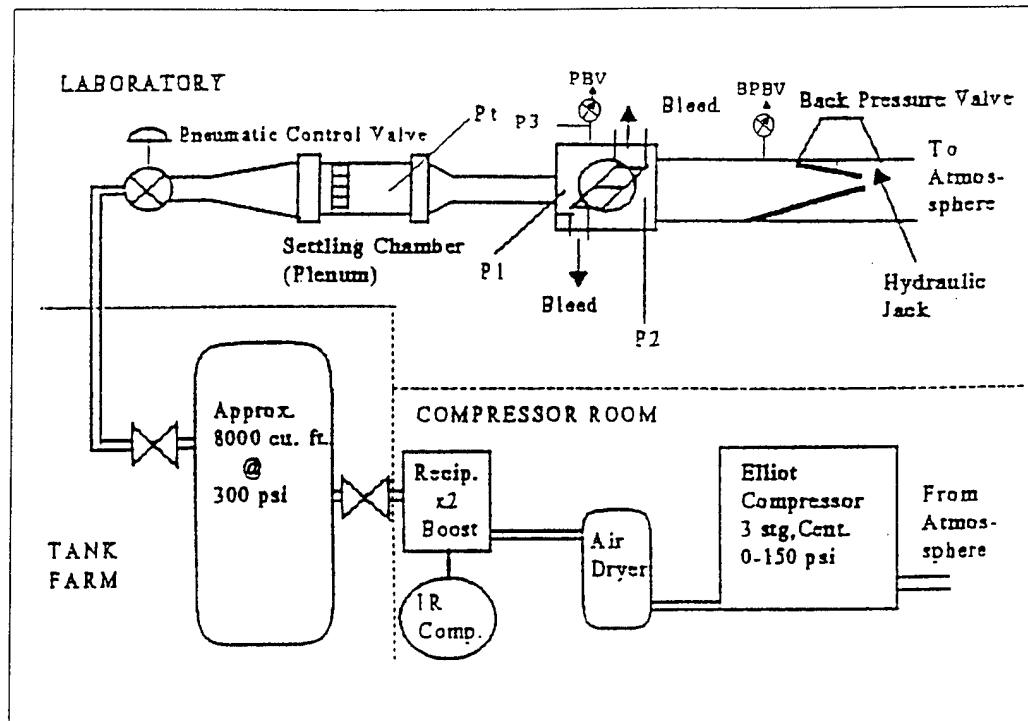 LABORATORY
PBV
Bleed
BPBV
Back Pressure Valve
Pneumatic Control Valve
Pt
P3
To
Atmos-
phere
Settling Chamber
(Plenum)
P1
Bleed
P2
Hydraulic
Jack
Approx.
8000 cu. ft.
@
300 psi
TANK
FARM
COMPRESSOR ROOM
Recip.
x2
Boost
IR
Comp.
Air
Dryer
Elliot
Compressor
3 stg, Cent.
0-150 psi
From
Atmos-
phere